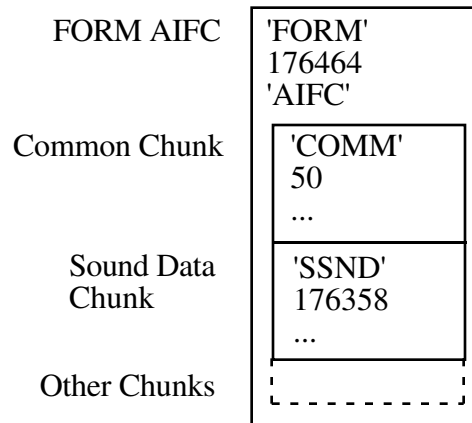 FORM AIFC
'FORM'
176464
'AIFC'
Common Chunk
'COMM'
50
...
Sound Data
Chunk
'SSND'
176358
...
Other Chunks